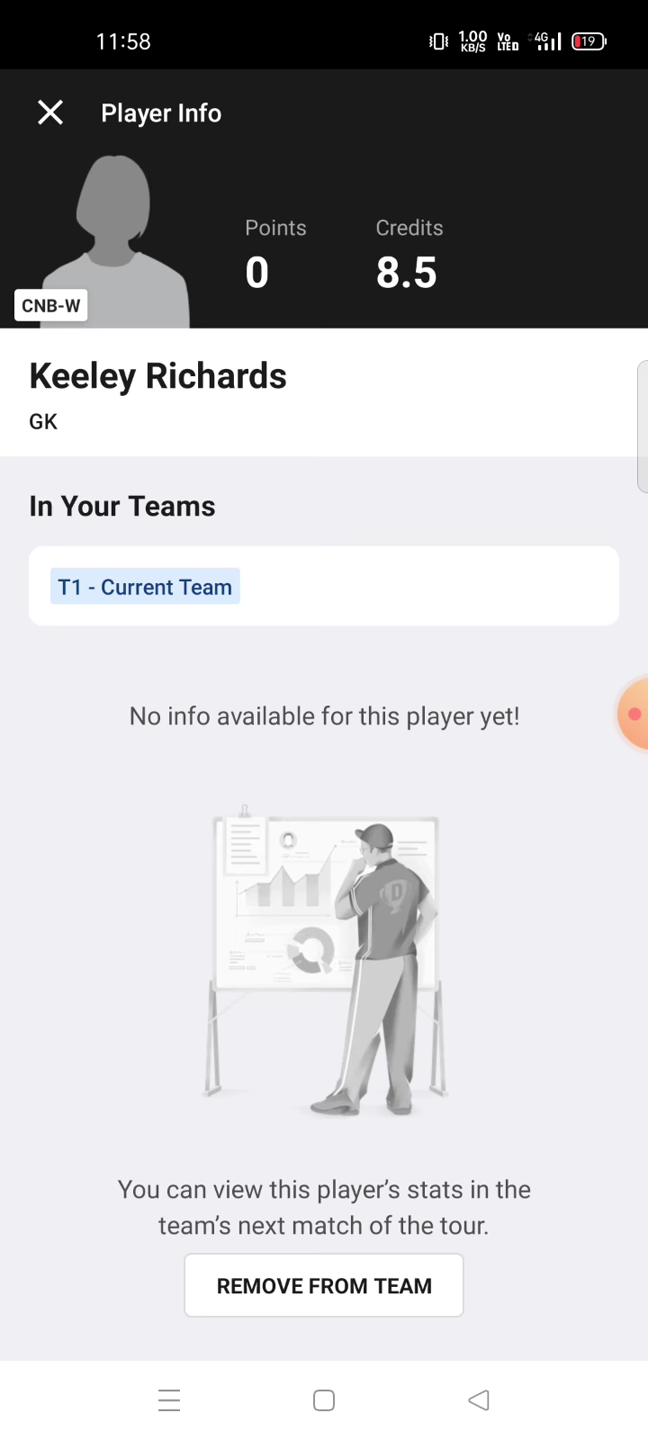 11:58
1.00 KB/S
Vo LTE D
4G
19
Player Info
Points
Credits
0
8.5
CNB-W
Keeley Richards
GK
In Your Teams
T1 - Current Team
No info available for this player yet!
D
You can view this player’s stats in the
team’s next match of the tour.
REMOVE FROM TEAM